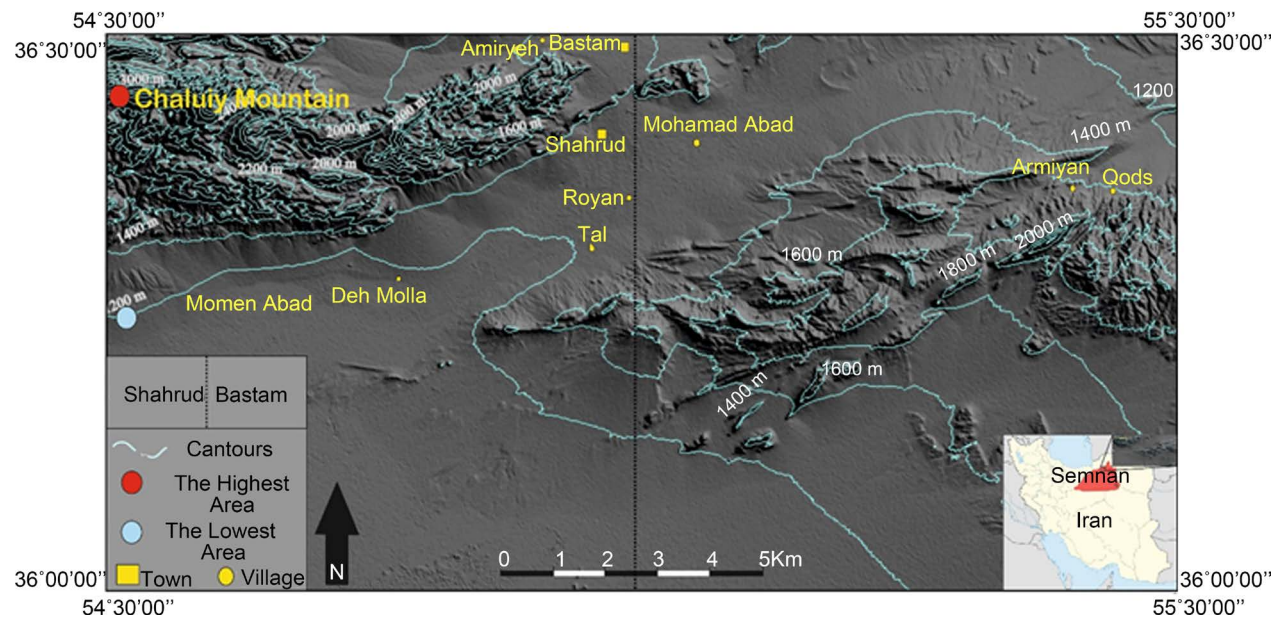 54˚30'00''
55˚30'00''
36˚30'00''
36˚30'00''
Amiryeh
Bastam
3000 m
2000 m
1200
Chaluiy Mountain
2000 m
1600 m
Shahrud
Mohamad Abad
1400 m
2200 m
2000 m
Armiyan
Qods
Royan
1400 m
Tal
2000 m
1600 m
1800 m
200 m
Momen Abad
Deh Molla
1600 m
1400 m
Shahrud
Bastam
Cantours
The Highest
Area
The Lowest
Area
Town
Village
N
0 1 2 3 4 5Km
Semnan
Iran
36˚00'00''
36˚00'00''
54˚30'00''
55˚30'00''